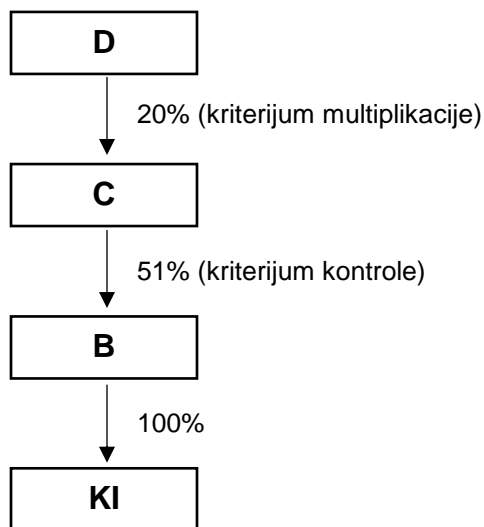 D
20% (kriterijum multiplikacije)
C
51% (kriterijum kontrole)
B
100%
KI